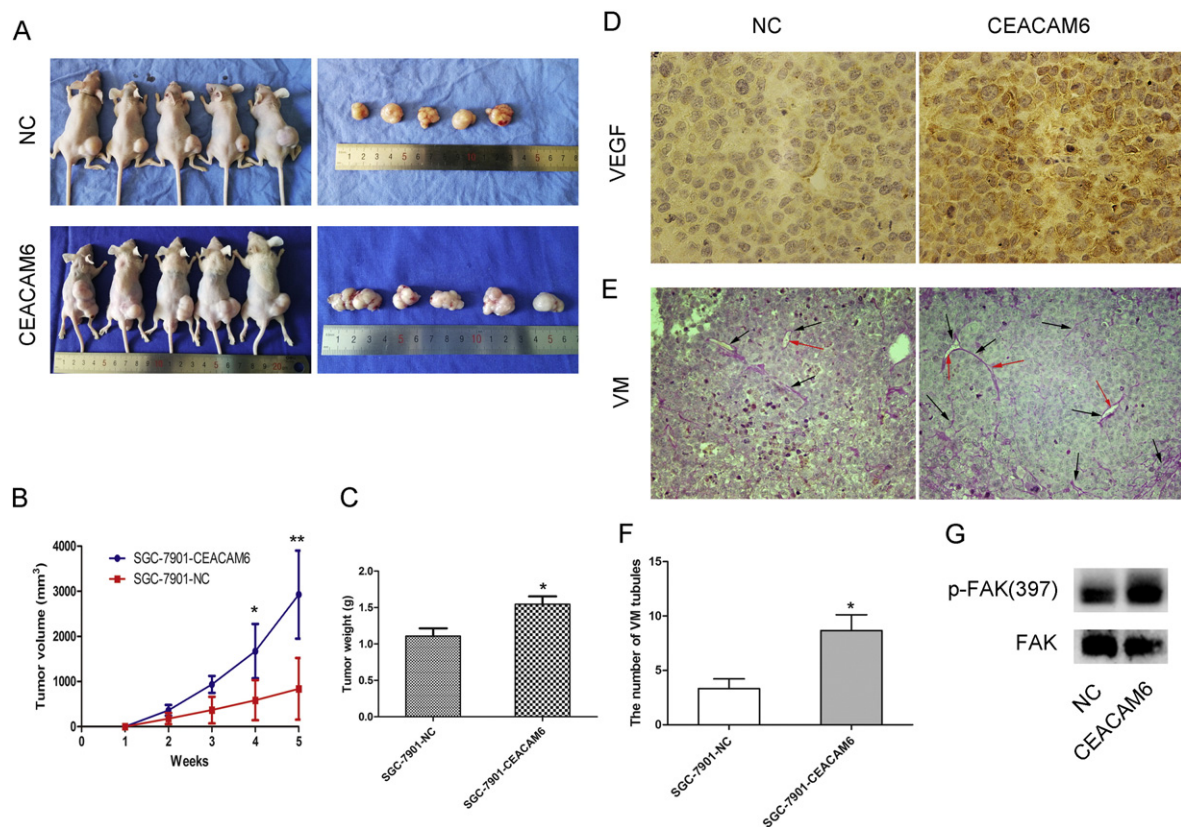 A
NC
CEACAM6
B
Tumor volume (mm³)
4000
3000
2000
1000
0
SGC-7901-CEACAM6
SGC-7901-NC
*
**
0 1 2 3 4 5
Weeks
C
Tumor weight (g)
2.0
1.5
1.0
0.5
0.0
*
SGC-7901-NC
SGC-7901-CEACAM6
D
NC CEACAM6
VEGF
E
VM
F
The number of VM tubules
15
10
5
0
*
SGC-7901-NC
SGC-7901-CEACAM6
G
p-FAK(397)
FAK
NC
CEACAM6